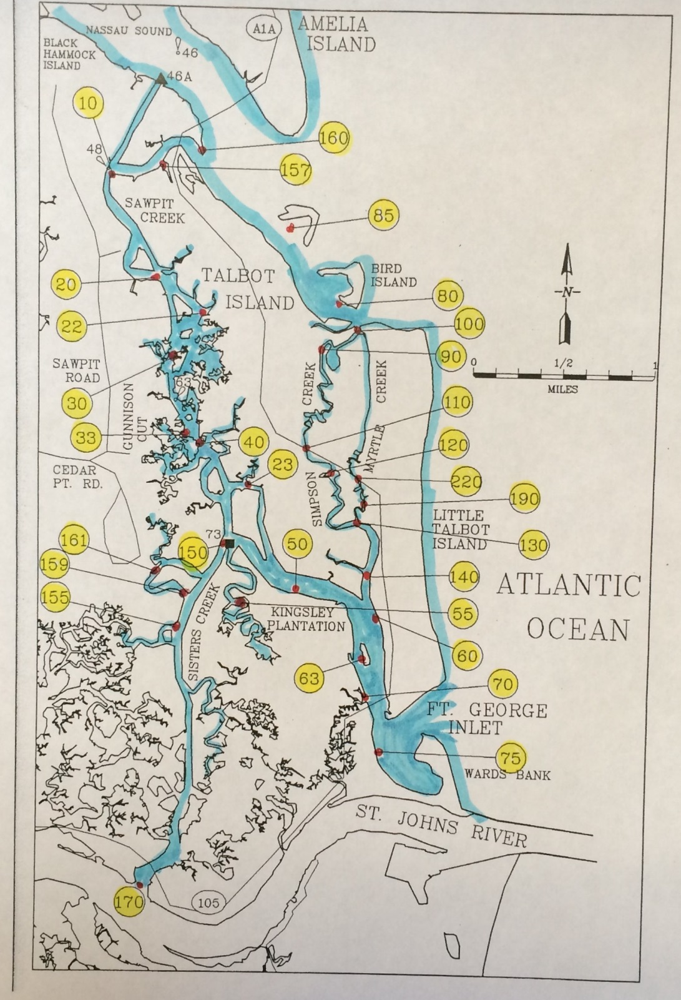 NASSAU SOUND
A1A
AMELIA
ISLAND
BLACK
HAMMOCK
ISLAND
46
46A
10
160
48
157
SAWPIT
CREEK
85
BIRD
ISLAND
20
TALBOT
ISLAND
80
-N-
22
100
90
0 1/2 1
MILES
SAWPIT
ROAD
CREEK
CREEK
63
30
110
GUNNISON
CUT
33
40
120
MYRTLE
23
CEDAR
PT. RD.
220
SIMPSON
190
LITTLE
TALBOT
ISLAND
73
161
150
50
130
159
140
ATLANTIC
OCEAN
155
SISTERS CREEK
KINGSLEY
PLANTATION
55
60
63
70
FT. GEORGE
INLET
75
WARDS BANK
ST. JOHNS RIVER
170
105